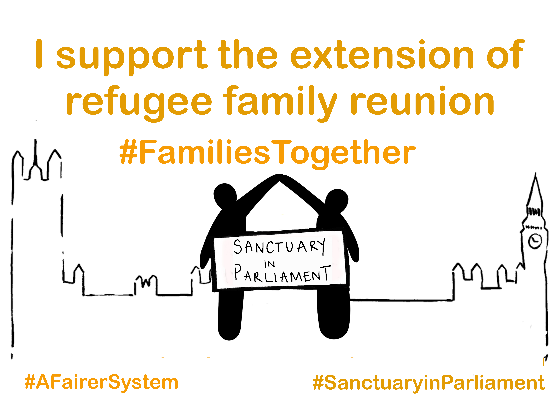 I support the extension of
refugee family reunion
#FamiliesTogether
SANCTUARY
IN
PARLIAMENT
#AFairerSystem
#SanctuaryinParliament